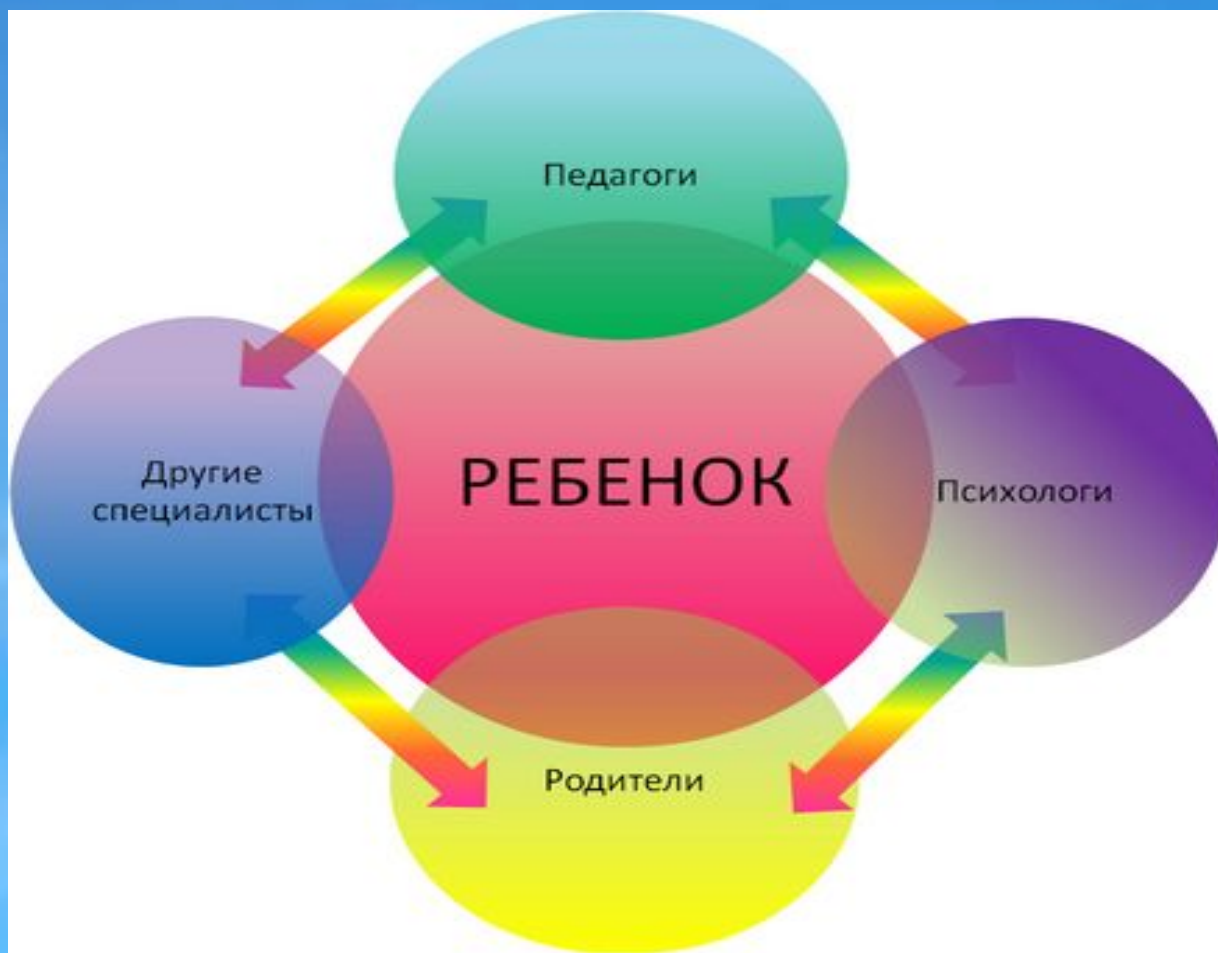 Педагоги
Другие
специалисты
РЕБЕНОК
Психологи
Родители